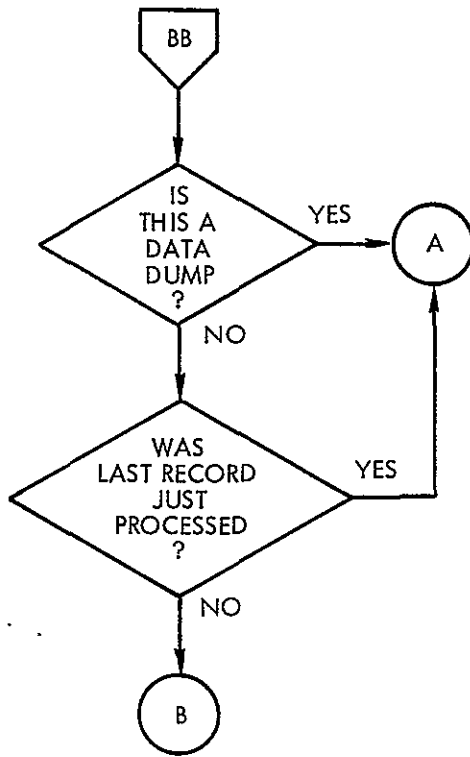 BB
IS
THIS A
DATA
DUMP
?
YES
A
NO
WAS
LAST RECORD
JUST
PROCESSED
?
YES
NO
B